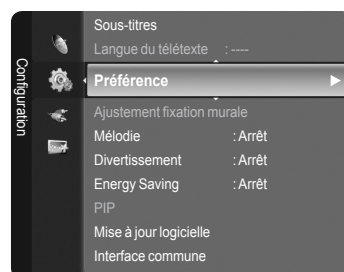 Configuration
Sous-titres
Langue du télétexte : ----
Préférence
Ajustement fixation murale
Mélodie : Arrêt
Divertissement : Arrêt
Energy Saving : Arrêt
PIP
Mise à jour logicielle
Interface commune